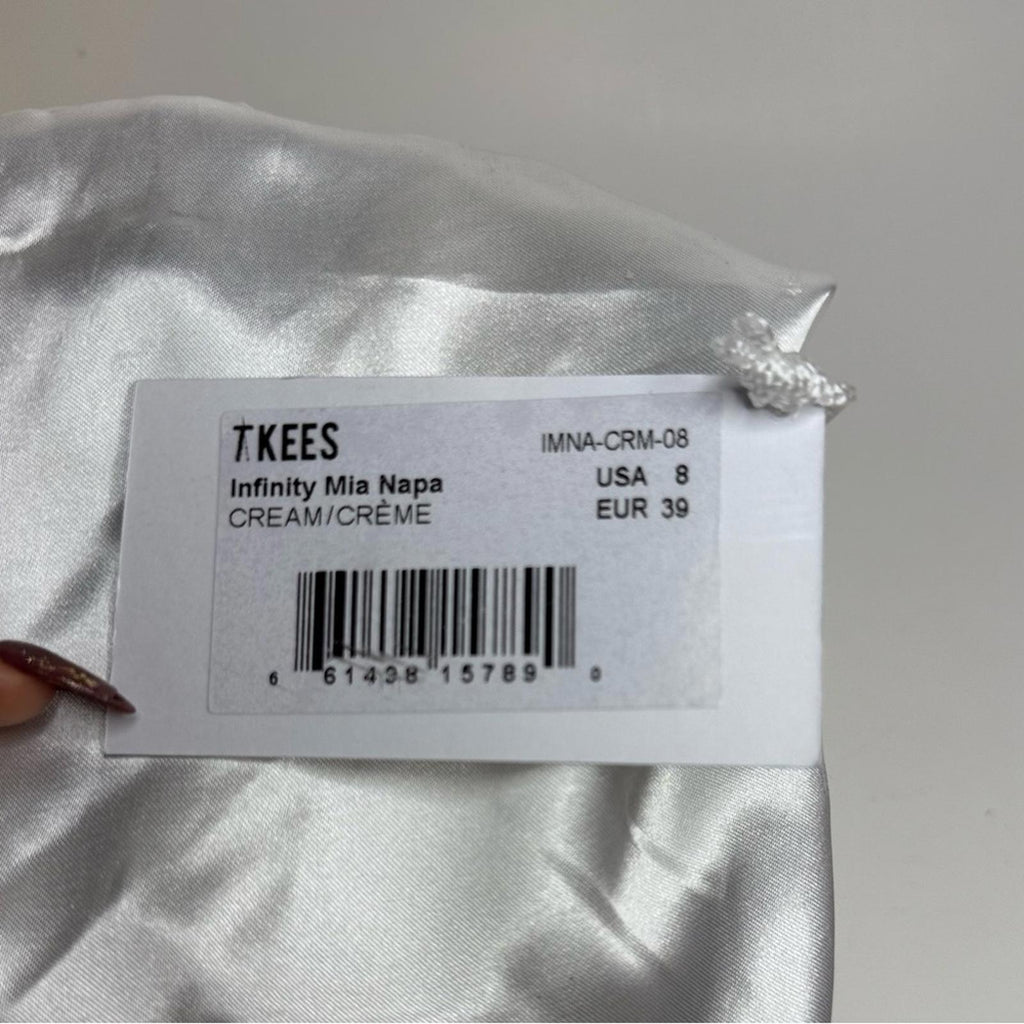 TKEES
IMNA-CRM-08
Infinity Mia Napa
USA 8
CREAM/CRÈME
EUR 39
6 61438 15789 0